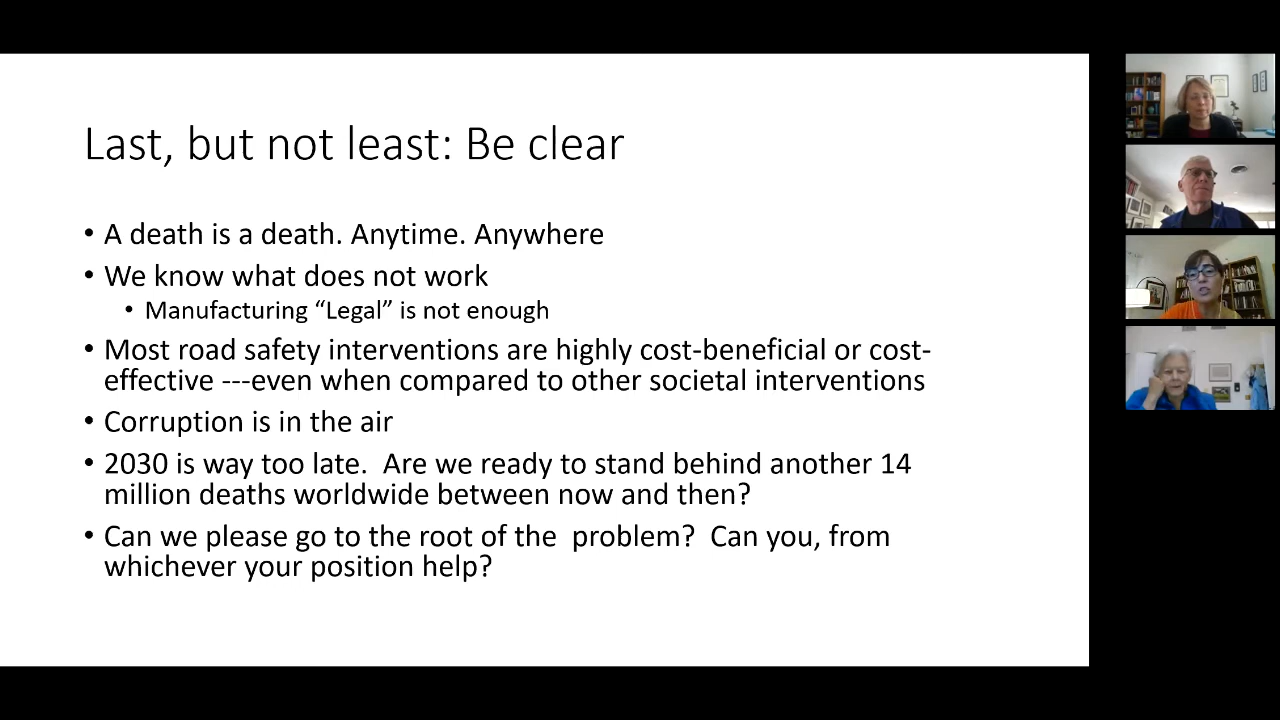 Last, but not least: Be clear
• A death is a death. Anytime. Anywhere
• We know what does not work
• Manufacturing “Legal” is not enough
• Most road safety interventions are highly cost-beneficial or cost-
effective ---even when compared to other societal interventions
• Corruption is in the air
• 2030 is way too late.  Are we ready to stand behind another 14
million deaths worldwide between now and then?
• Can we please go to the root of the  problem?  Can you, from
whichever your position help?